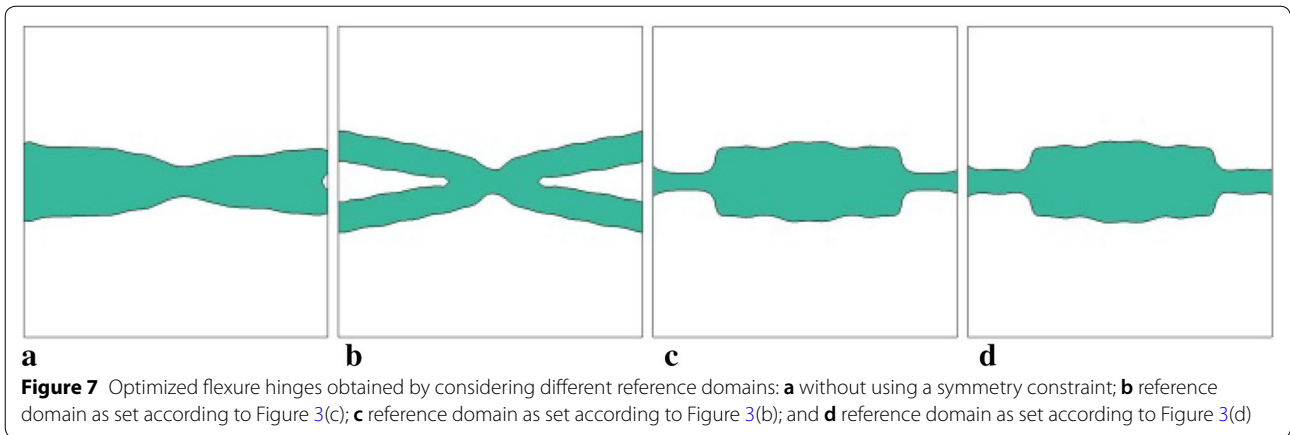 a b c d
Figure 7 Optimized flexure hinges obtained by considering different reference domains: a without using a symmetry constraint; b reference
domain as set according to Figure 3(c); c reference domain as set according to Figure 3(b); and d reference domain as set according to Figure 3(d)